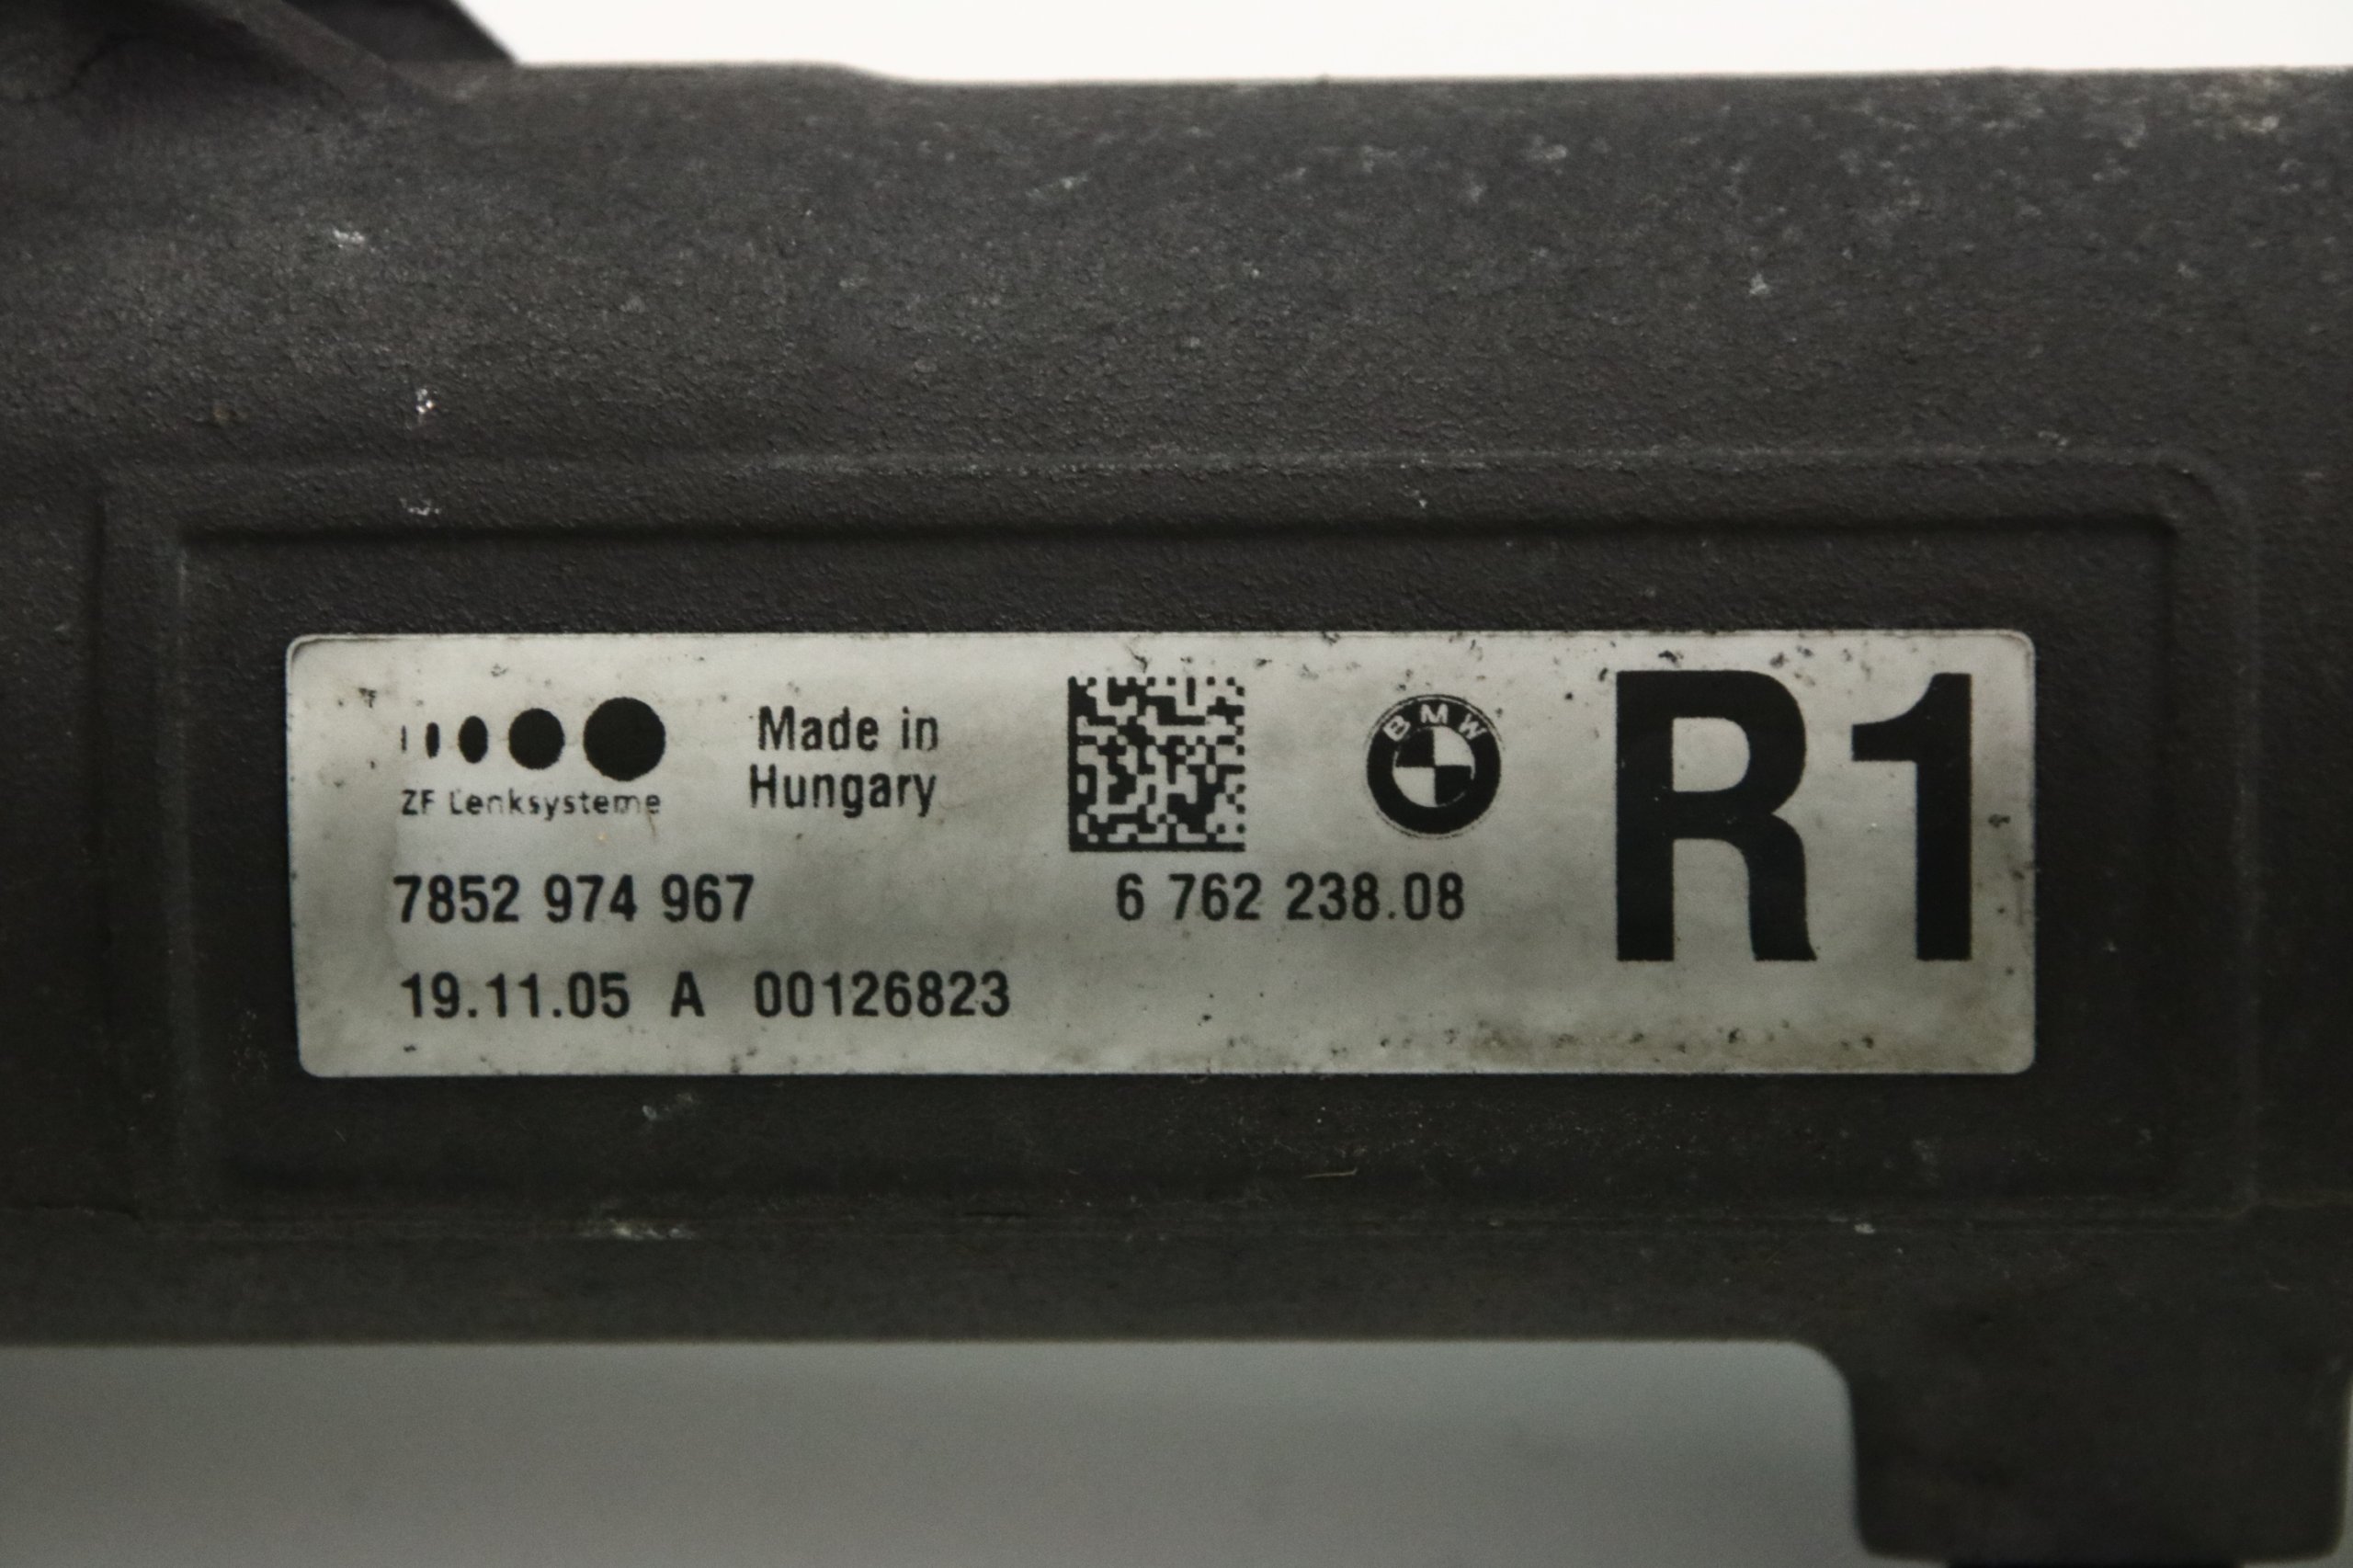 ZF Lenksysteme
Made in
Hungary
BMW
R1
7852 974 967
6 762 238.08
19.11.05 A 00126823